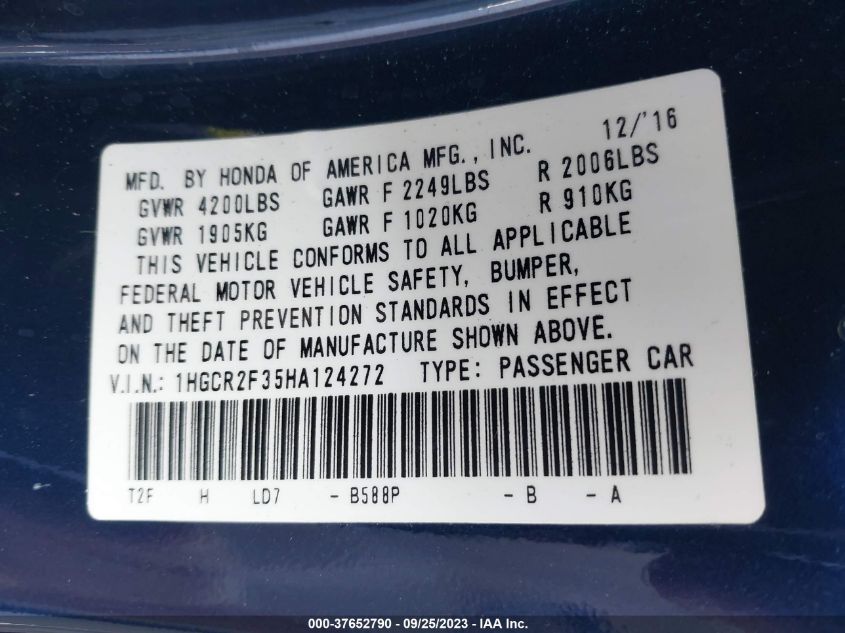 12/'16
MFD. BY HONDA OF AMERICA MFG., INC.
GVWR 4200LBS GAWR F 2249LBS R 2006LBS
GVWR 1905KG GAWR F 1020KG R 910KG
THIS VEHICLE CONFORMS TO ALL APPLICABLE
FEDERAL MOTOR VEHICLE SAFETY, BUMPER,
AND THEFT PREVENTION STANDARDS IN EFFECT
ON THE DATE OF MANUFACTURE SHOWN ABOVE.
V.I.N.: 1HGCR2F35HA124272 TYPE: PASSENGER CAR
T2F H LD7 - B588P - B - A
000-37652790 - 09/25/2023 - IAA Inc.